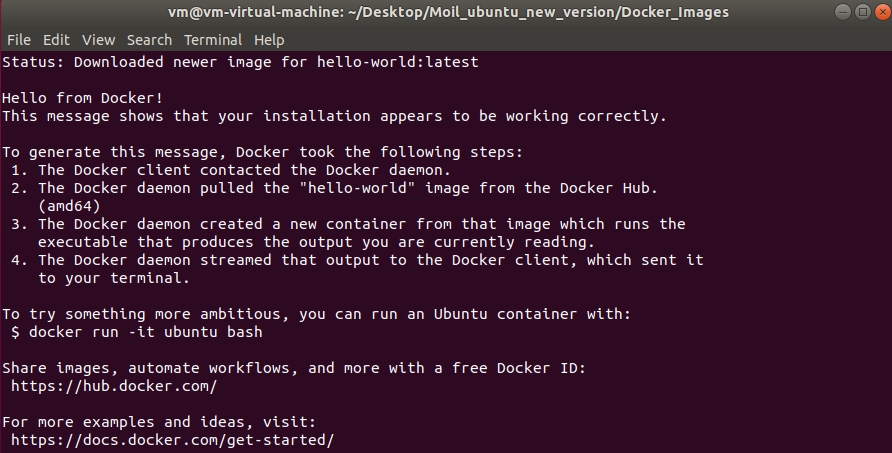 vm@vm-virtual-machine: ~/Desktop/Moil_ubuntu_new_version/Docker_Images
File Edit View Search Terminal Help
Status: Downloaded newer image for hello-world:latest
Hello from Docker!
This message shows that your installation appears to be working correctly.
To generate this message, Docker took the following steps:
1. The Docker client contacted the Docker daemon.
2. The Docker daemon pulled the "hello-world" image from the Docker Hub.
(amd64)
3. The Docker daemon created a new container from that image which runs the
executable that produces the output you are currently reading.
4. The Docker daemon streamed that output to the Docker client, which sent it
to your terminal.
To try something more ambitious, you can run an Ubuntu container with:
$ docker run -it ubuntu bash
Share images, automate workflows, and more with a free Docker ID:
https://hub.docker.com/
For more examples and ideas, visit:
https://docs.docker.com/get-started/